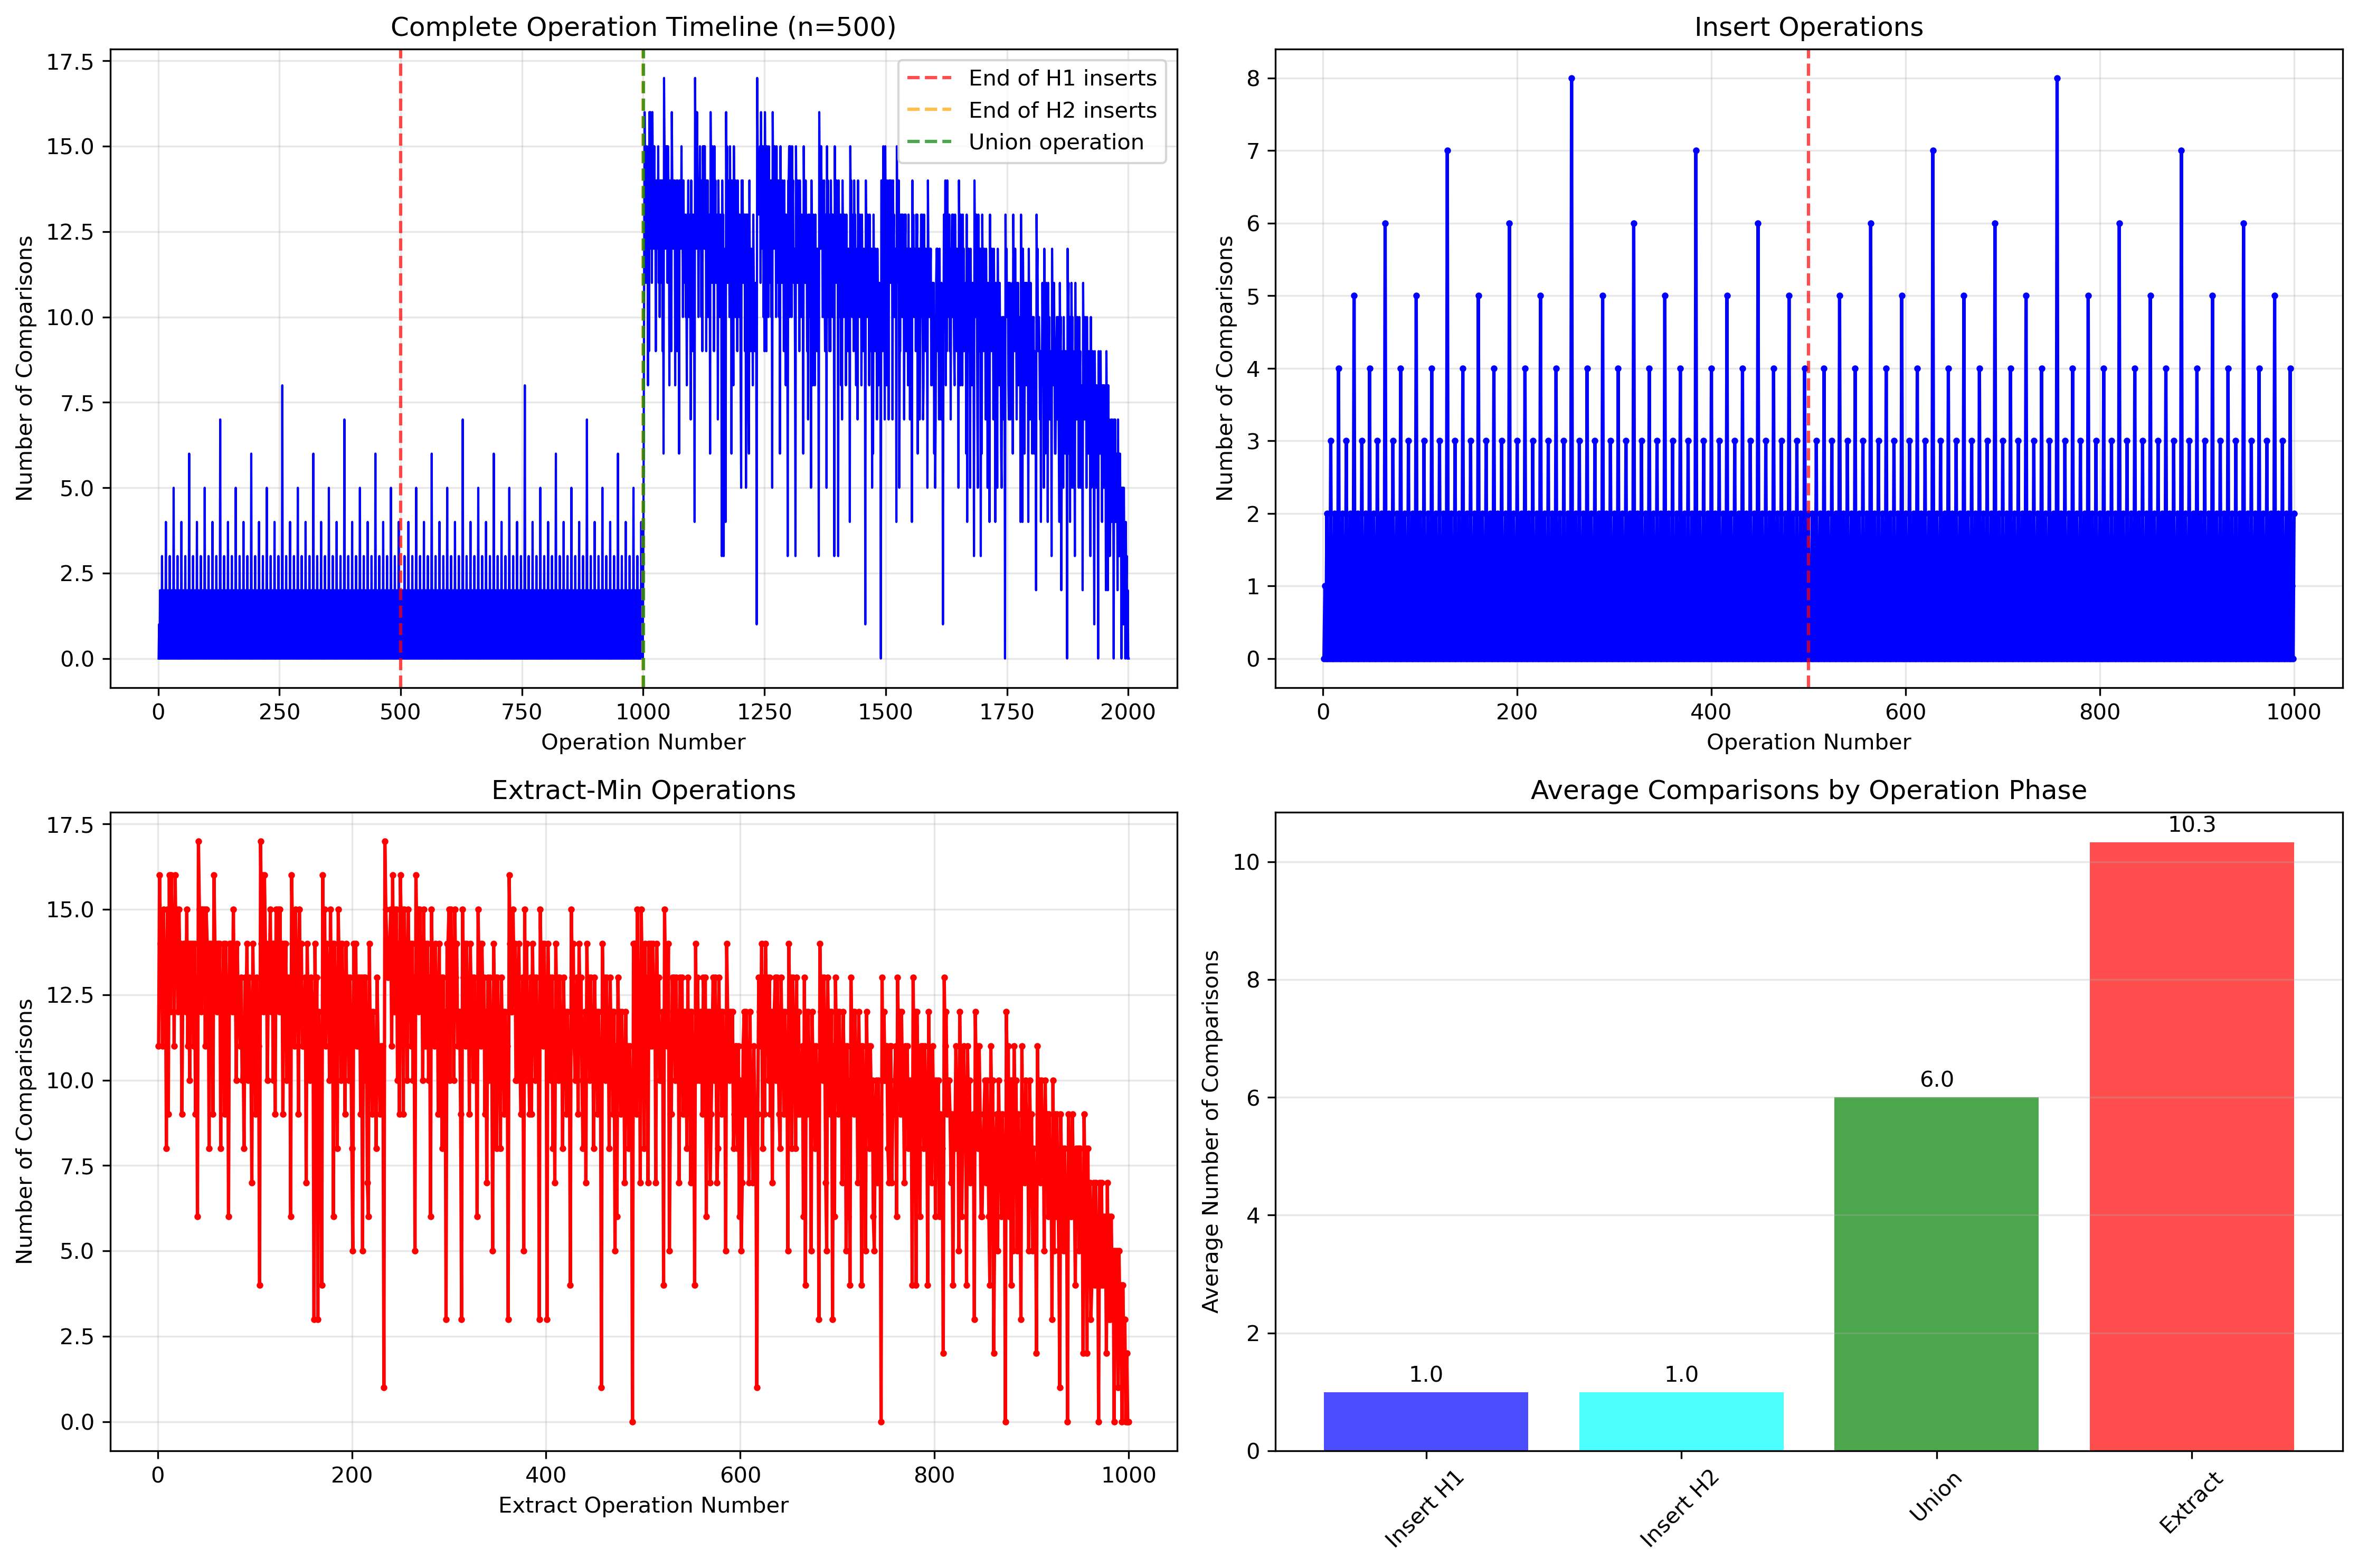 Complete Operation Timeline (n=500)
Number of Comparisons
17.5
15.0
12.5
10.0
7.5
5.0
2.5
0.0
End of H1 inserts
End of H2 inserts
Union operation
0 250 500 750 1000 1250 1500 1750 2000
Operation Number
Insert Operations
Number of Comparisons
8
7
6
5
4
3
2
1
0
0 200 400 600 800 1000
Operation Number
Extract-Min Operations
Number of Comparisons
17.5
15.0
12.5
10.0
7.5
5.0
2.5
0.0
0 200 400 600 800 1000
Extract Operation Number
Average Comparisons by Operation Phase
Average Number of Comparisons
10
8
6
4
2
0
1.0
1.0
6.0
10.3
Insert H1
Insert H2
Union
Extract